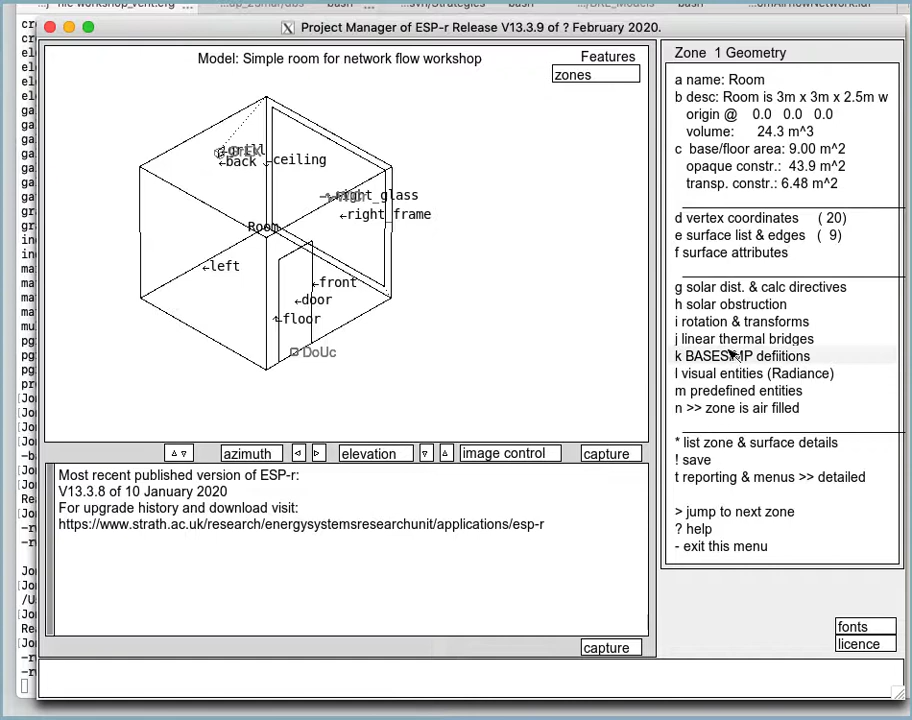 Project Manager of ESP-r Release V13.3.9 of ? February 2020.
Model: Simple room for network flow workshop
Features
zones
grill
back
ceiling
right_glass
right_frame
Room
left
front
door
floor
DoUc
azimuth
elevation
image control
capture
Most recent published version of ESP-r:
V13.3.8 of 10 January 2020
For upgrade history and download visit:
https://www.strath.ac.uk/research/energysystemsresearchunit/applications/esp-r
capture
Zone 1 Geometry
a name: Room
b desc: Room is 3m x 3m x 2.5m w
origin @ 0.0 0.0 0.0
volume: 24.3 m^3
c base/floor area: 9.00 m^2
opaque constr.: 43.9 m^2
transp. constr.: 6.48 m^2
d vertex coordinates ( 20)
e surface list & edges ( 9)
f surface attributes
g solar dist. & calc directives
h solar obstruction
i rotation & transforms
j linear thermal bridges
k BASESIMP defiitions
l visual entities (Radiance)
m predefined entities
n >> zone is air filled
* list zone & surface details
! save
t reporting & menus >> detailed
> jump to next zone
? help
- exit this menu
fonts
licence